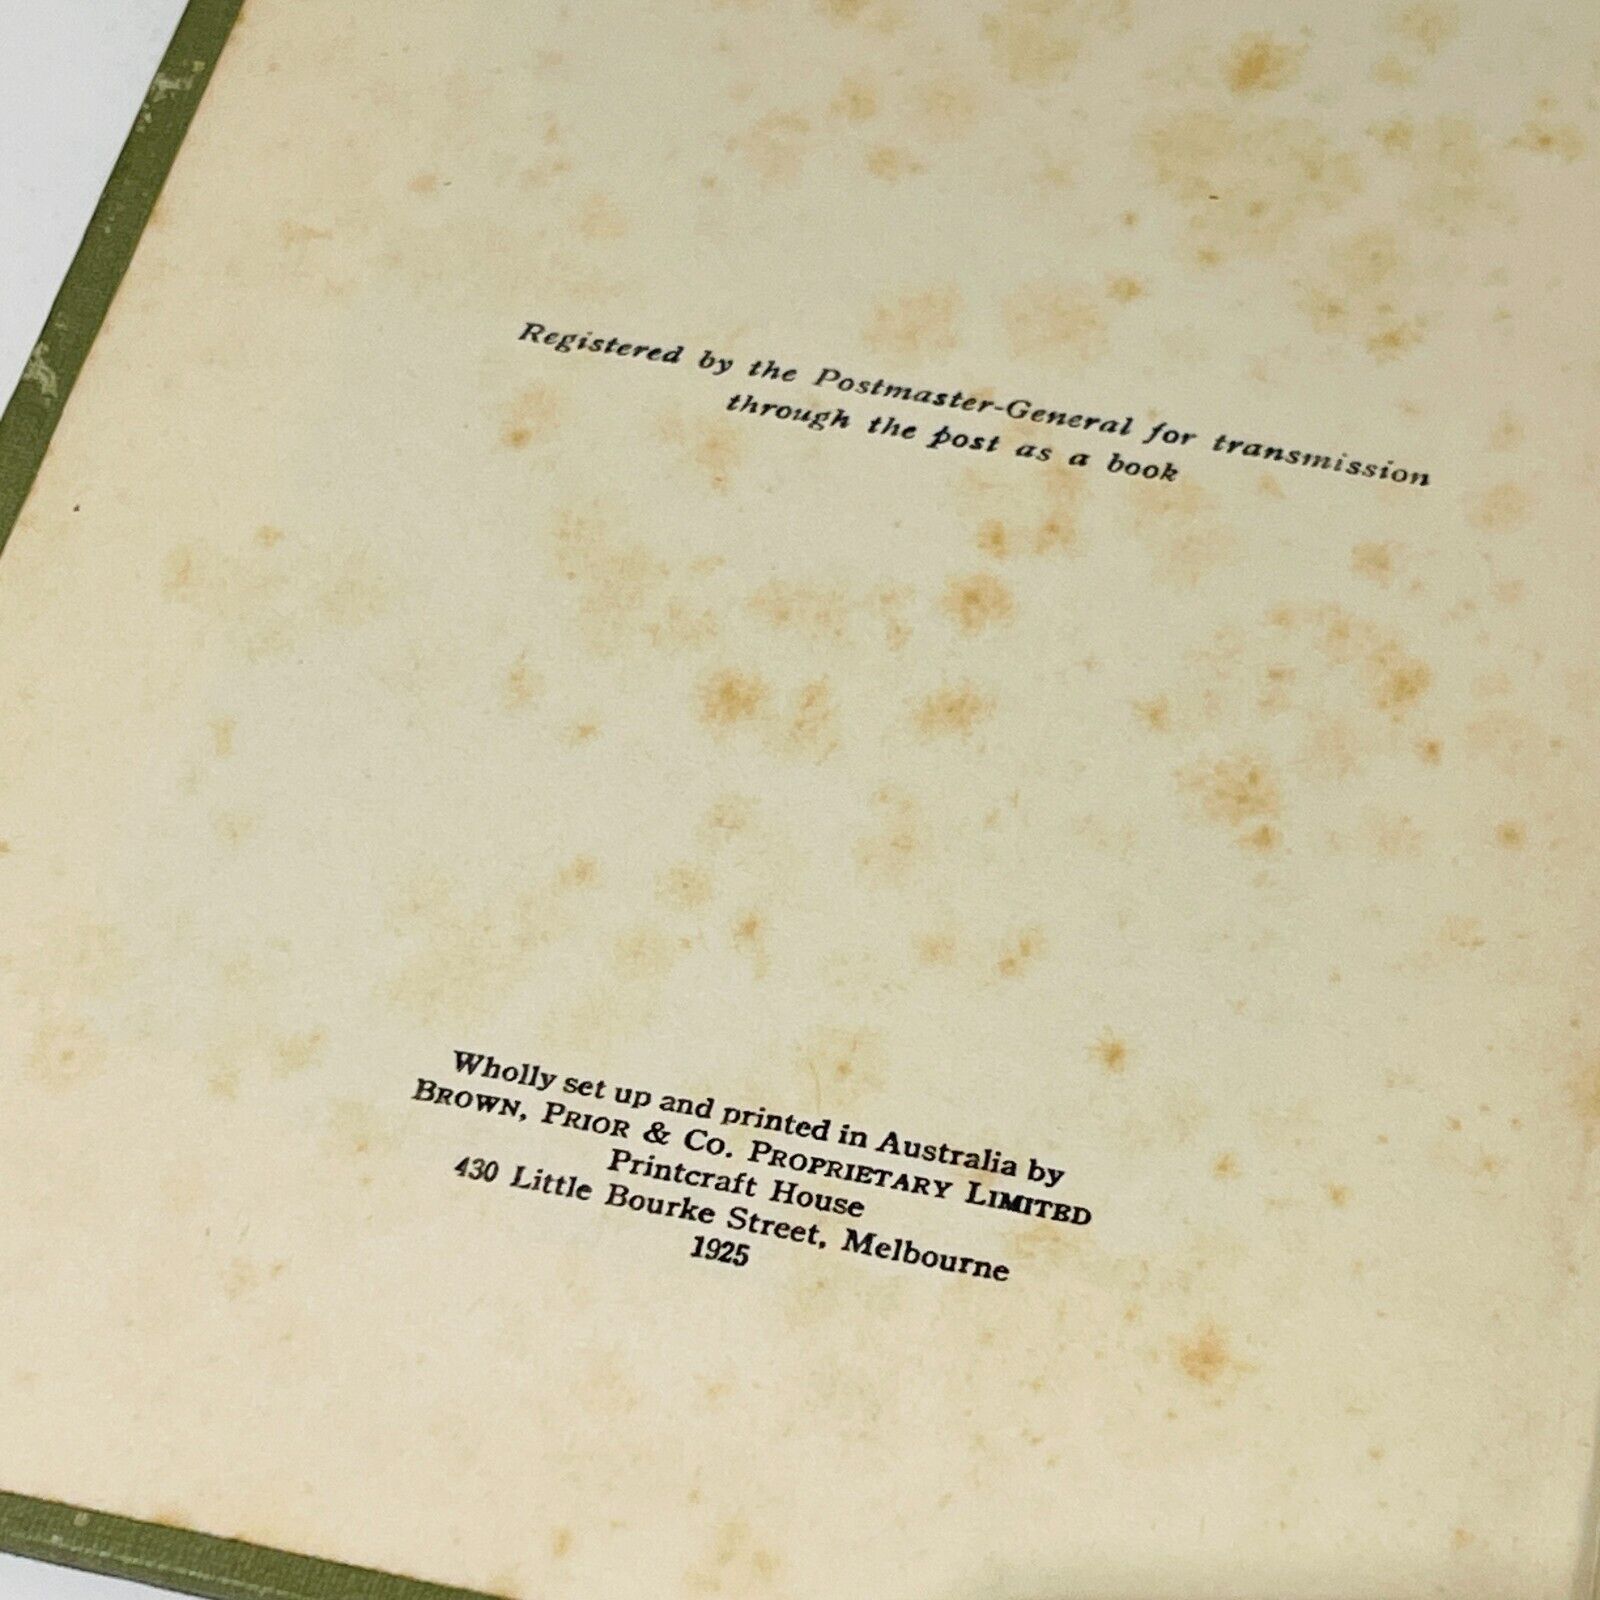 Registered by the Postmaster-General for transmission
through the post as a book
Wholly set up and printed in Australia by
BROWN, PRIOR & CO. PROPRIETARY LIMITED
Printcraft House
430 Little Bourke Street, Melbourne
1925